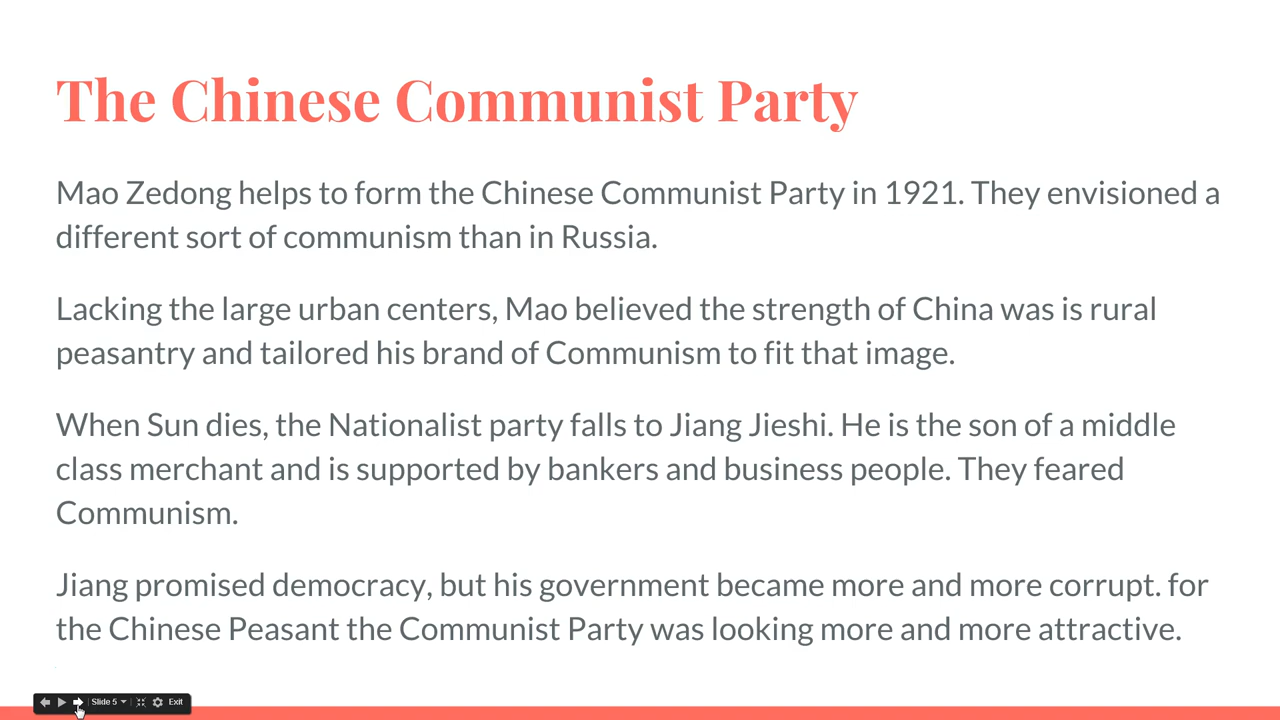 The Chinese Communist Party
Mao Zedong helps to form the Chinese Communist Party in 1921. They envisioned a
different sort of communism than in Russia.
Lacking the large urban centers, Mao believed the strength of China was is rural
peasantry and tailored his brand of Communism to fit that image.
When Sun dies, the Nationalist party falls to Jiang Jieshi. He is the son of a middle
class merchant and is supported by bankers and business people. They feared
Communism.
Jiang promised democracy, but his government became more and more corrupt. for
the Chinese Peasant the Communist Party was looking more and more attractive.
Slide 5 Exit